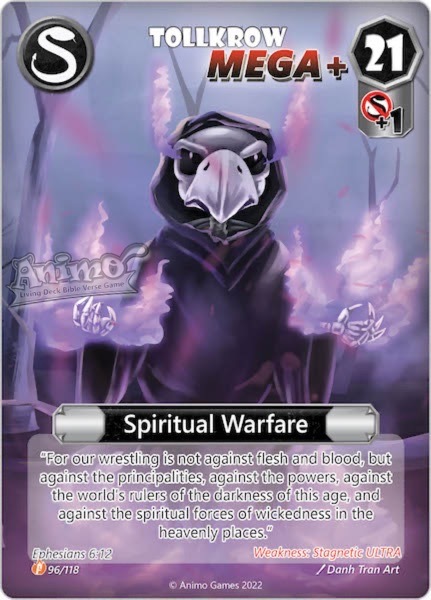 S
TOLLKROW
MEGA+
21
S
+1
Animo
Living Deck Bible Verse Game
Spiritual Warfare
“For our wrestling is not against flesh and blood, but
against the principalities, against the powers, against
the world's rulers of the darkness of this age, and
against the spiritual forces of wickedness in the
heavenly places.”
Ephesians 6:12
Weakness: Stagnetic ULTRA
P 96/118
/ Danh Tran Art
© Animo Games 2022